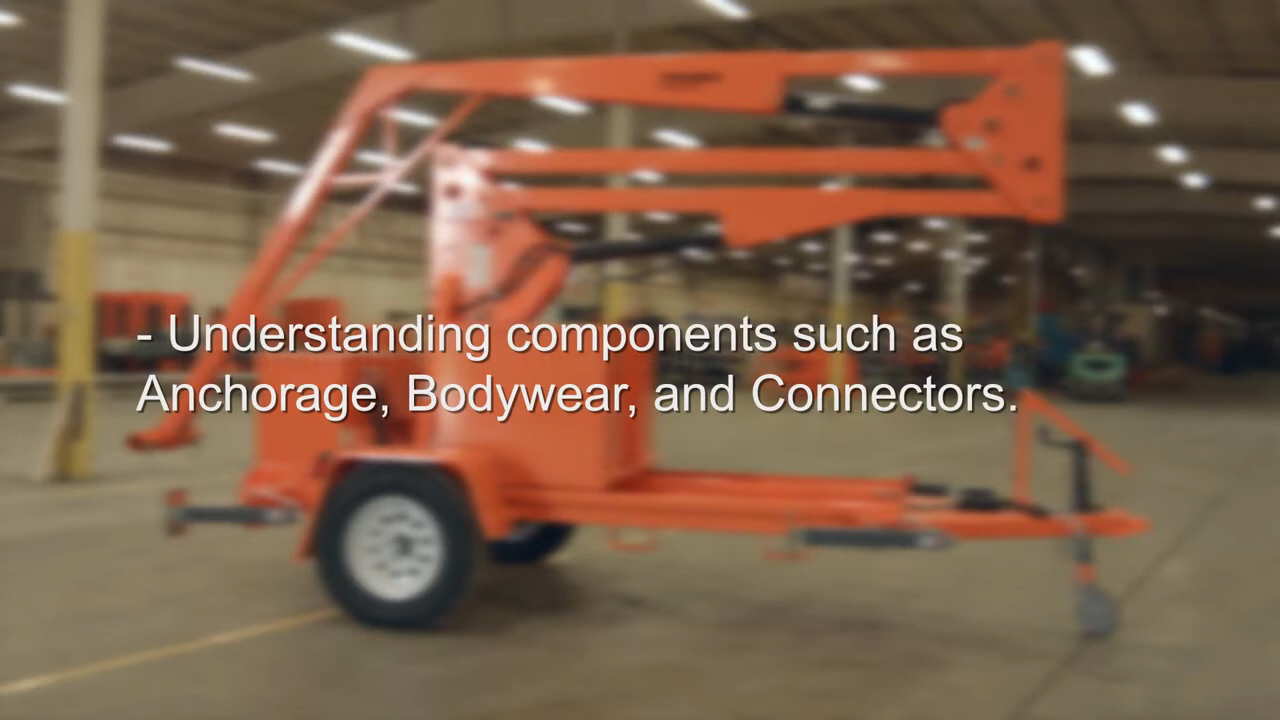 - Understanding components such as
Anchorage, Bodywear, and Connectors.